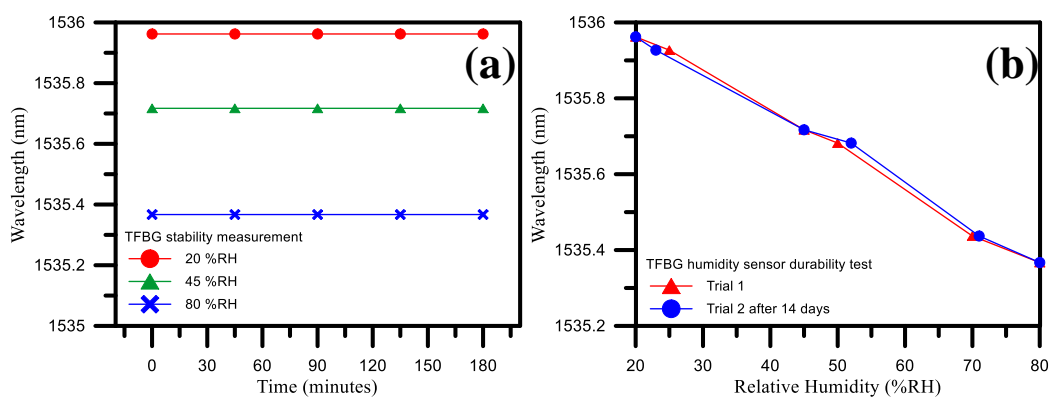 1536
1535.8
1535.6
1535.4
1535.2
1535
Wavelength (nm)
(a)
TFBG stability measurement
20 %RH
45 %RH
80 %RH
0 30 60 90 120 150 180
Time (minutes)
1536
1535.8
1535.6
1535.4
1535.2
Wavelength (nm)
(b)
TFBG humidity sensor durability test
Trial 1
Trial 2 after 14 days
20 30 40 50 60 70 80
Relative Humidity (%RH)